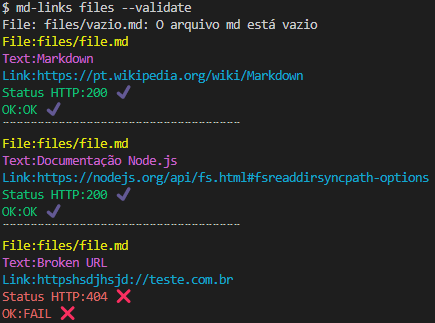 $ md-links files --validate
File: files/vazio.md: O arquivo md está vazio
File:files/file.md
Text:Markdown
Link:https://pt.wikipedia.org/wiki/Markdown
Status HTTP:200 ✔
OK:OK ✔
----------------------------------
File:files/file.md
Text:Documentação Node.js
Link:https://nodejs.org/api/fs.html#fsreaddirsyncpath-options
Status HTTP:200 ✔
OK:OK ✔
----------------------------------
File:files/file.md
Text:Broken URL
Link:httpshsdjhsjd://teste.com.br
Status HTTP:404 ❌
OK:FAIL ❌